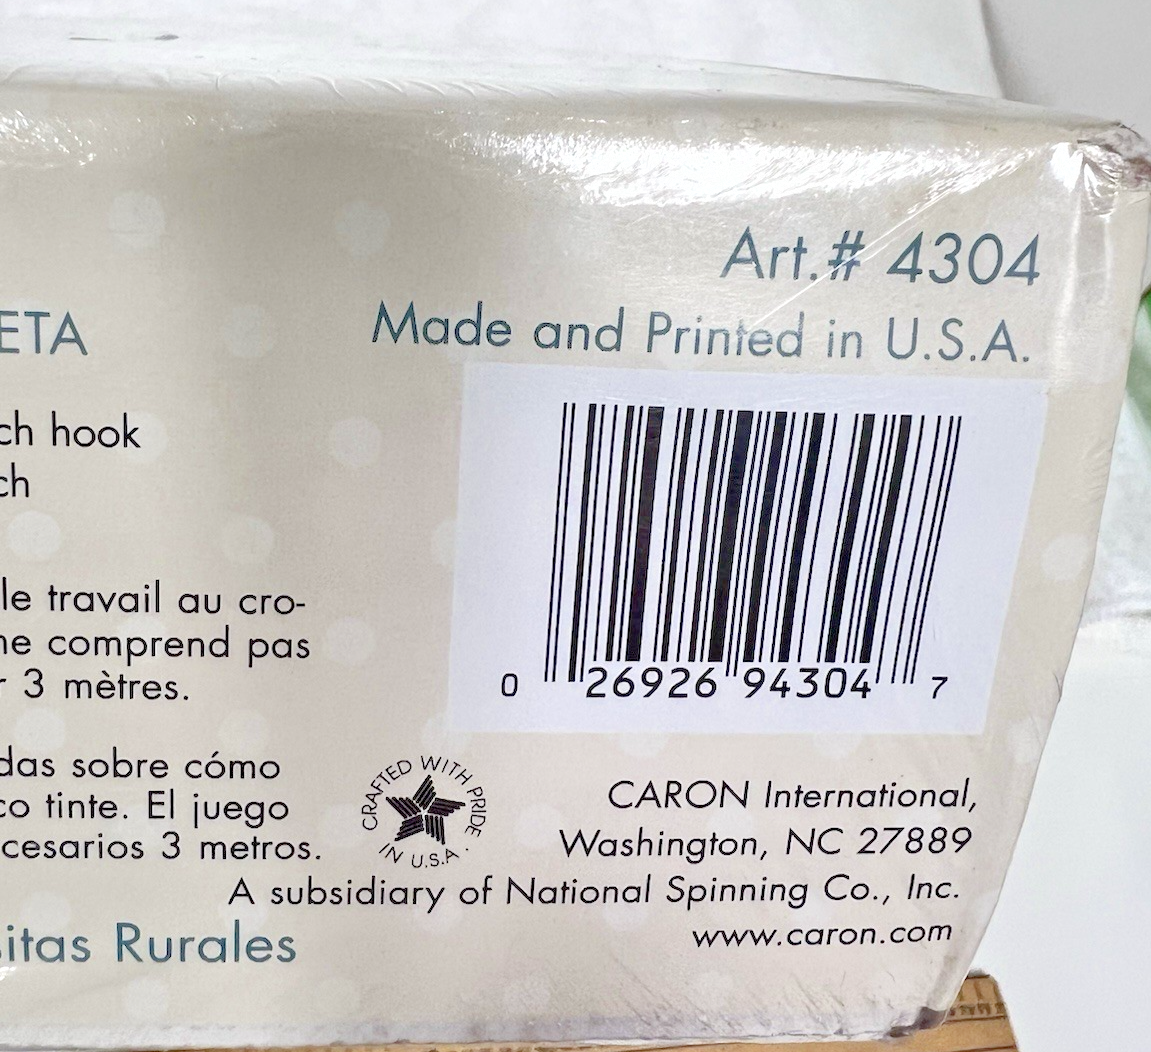 Art.# 4304
Made and Printed in U.S.A.
ETA
ch hook
ch
le travail au cro-
ne comprend pas
r 3 mètres.
das sobre cómo
co tinte. El juego
cesarios 3 metros.
sitas Rurales
0 26926 94304 7
CRAFTED WITH PRIDE IN U.S.A.
CARON International,
Washington, NC 27889
A subsidiary of National Spinning Co., Inc.
www.caron.com